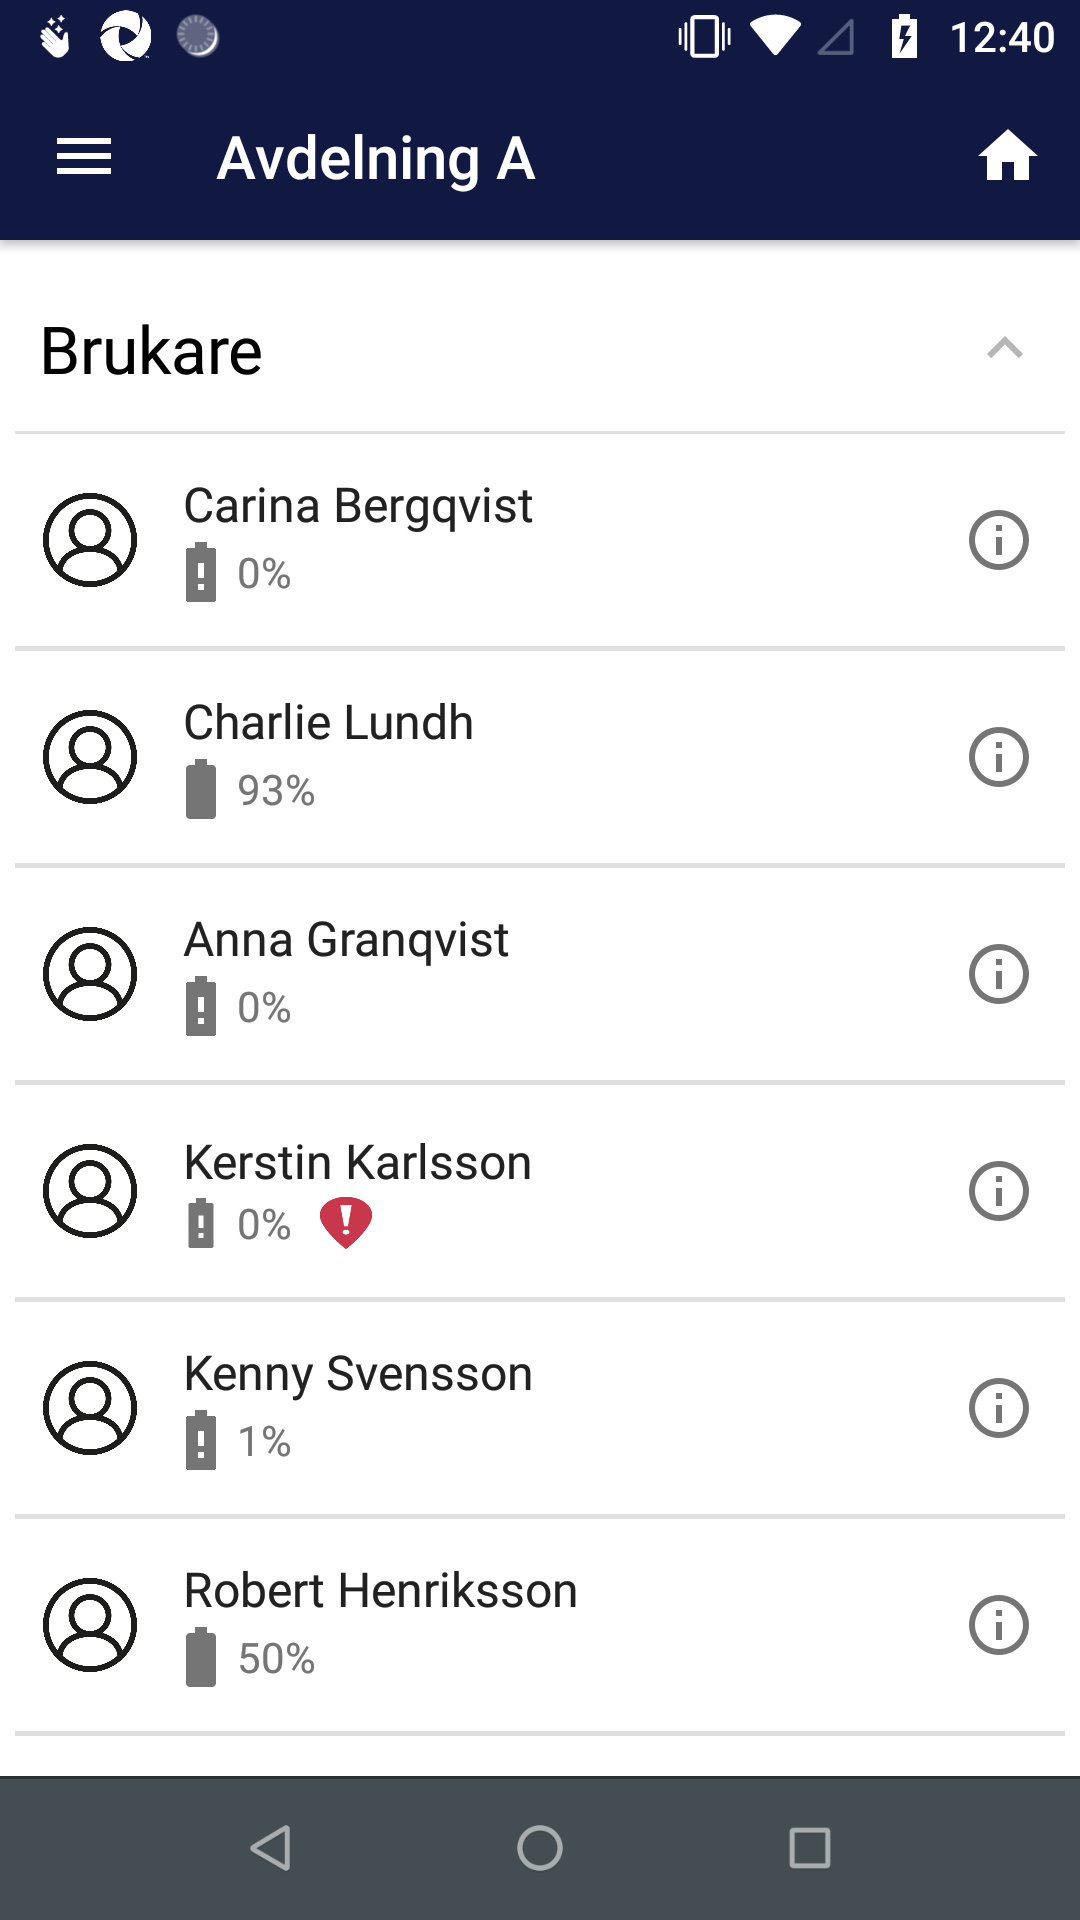 12:40
Avdelning A
Brukare
Carina Bergqvist
0%
Charlie Lundh
93%
Anna Granqvist
0%
Kerstin Karlsson
0%
Kenny Svensson
1%
Robert Henriksson
50%